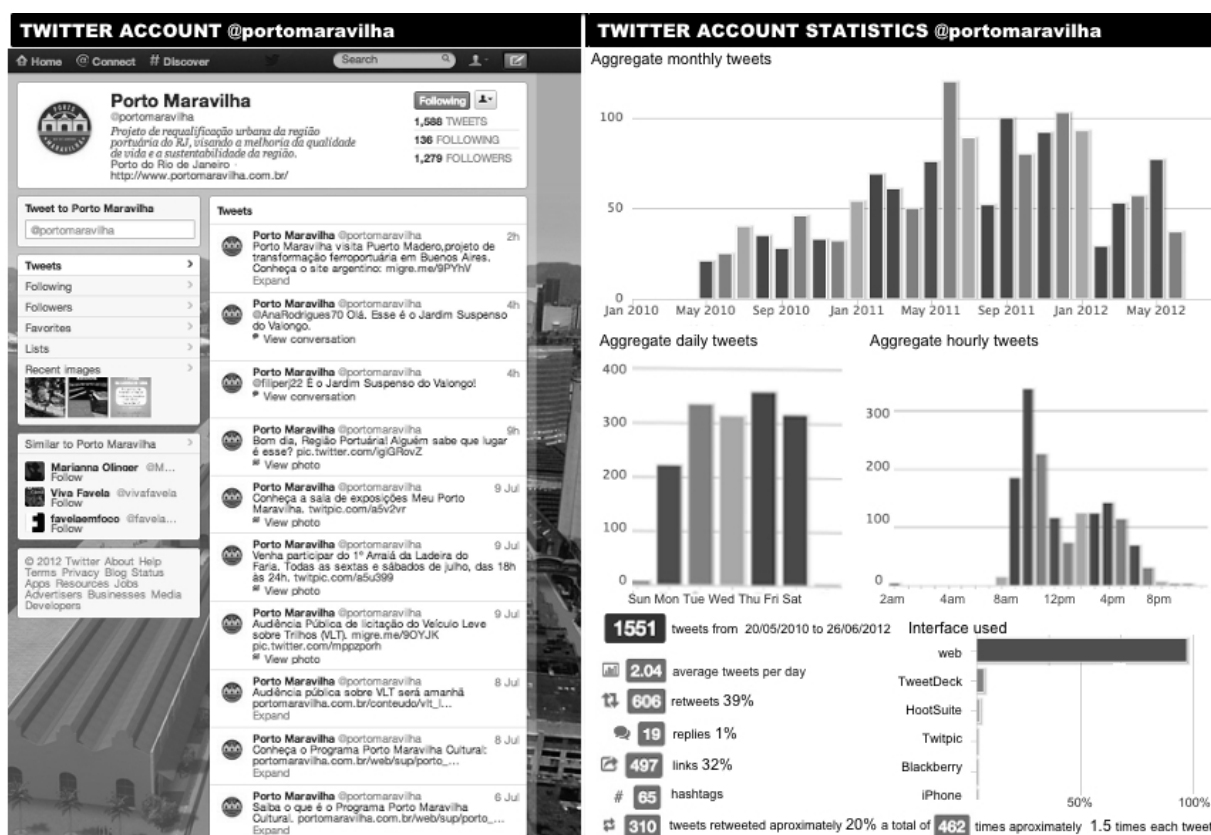 TWITTER ACCOUNT @portomaravilha
Home @ Connect # Discover Search
PORTO
MARAVILHA
Porto Maravilha
@portomaravilha
Projeto de requalificação urbana da região
portuária do RJ, visando a melhoria da qualidade
de vida e a sustentabilidade da região.
Porto do Rio de Janeiro ·
http://www.portomaravilha.com.br/
Following
1,588 TWEETS
136 FOLLOWING
1,279 FOLLOWERS
Tweet to Porto Maravilha
@portomaravilha
Tweets
Following
Followers
Favorites
Lists
Recent images
Similar to Porto Maravilha
Marianna Olinger @M...
Follow
Viva Favela @vivafavela
Follow
favelaemfoco @favela...
Follow
© 2012 Twitter About Help
Terms Privacy Blog Status
Apps Resources Jobs
Advertisers Businesses Media
Developers
Tweets
Porto Maravilha @portomaravilha 2h
Porto Maravilha visita Puerto Madero,projeto de
transformação ferroportuária em Buenos Aires.
Conheça o site argentino: migre.me/9PYhV
Expand
Porto Maravilha @portomaravilha 4h
@AnaRodrigues70 Olá. Esse é o Jardim Suspenso
do Valongo.
View conversation
Porto Maravilha @portomaravilha 4h
@filiperj22 É o Jardim Suspenso do Valongo!
View conversation
Porto Maravilha @portomaravilha 9h
Bom dia, Região Portuária! Alguém sabe que lugar
é esse? pic.twitter.com/IgiGRovZ
View photo
Porto Maravilha @portomaravilha 9 Jul
Conheça a sala de exposições Meu Porto
Maravilha. twitpic.com/a5v2vr
View photo
Porto Maravilha @portomaravilha 9 Jul
Venha participar do 1º Arraiá da Ladeira do
Faria. Todas as sextas e sábados de julho, das 18h
às 24h. twitpic.com/a5u399
View photo
Porto Maravilha @portomaravilha 9 Jul
Audiência Pública de licitação do Veículo Leve
sobre Trilhos (VLT). migre.me/9OYJK
pic.twitter.com/mppzporh
View photo
Porto Maravilha @portomaravilha 8 Jul
Audiência pública sobre VLT será amanhã
portomaravilha.com.br/conteudo/vlt_l...
Expand
Porto Maravilha @portomaravilha 8 Jul
Conheça o Programa Porto Maravilha Cultural:
portomaravilha.com.br/web/sup/porto_...
Expand
Porto Maravilha @portomaravilha 6 Jul
Saiba o que é o Programa Porto Maravilha
Cultural. portomaravilha.com.br/web/sup/porto_...
Expand
TWITTER ACCOUNT STATISTICS @portomaravilha
Aggregate monthly tweets
100
50
0
Jan 2010 May 2010 Sep 2010 Jan 2011 May 2011 Sep 2011 Jan 2012 May 2012
Aggregate daily tweets
400
300
200
100
0
Sun Mon Tue Wed Thu Fri Sat
Aggregate hourly tweets
300
200
100
0
2am 4am 8am 12pm 4pm 8pm
1551 tweets from 20/05/2010 to 26/06/2012
2.04 average tweets per day
606 retweets 39%
19 replies 1%
497 links 32%
# 65 hashtags
310 tweets retweeted aproximately 20% a total of 462 times aproximately 1.5 times each tweet
Interface used
web
TweetDeck
HootSuite
Twitpic
Blackberry
iPhone
50% 100%